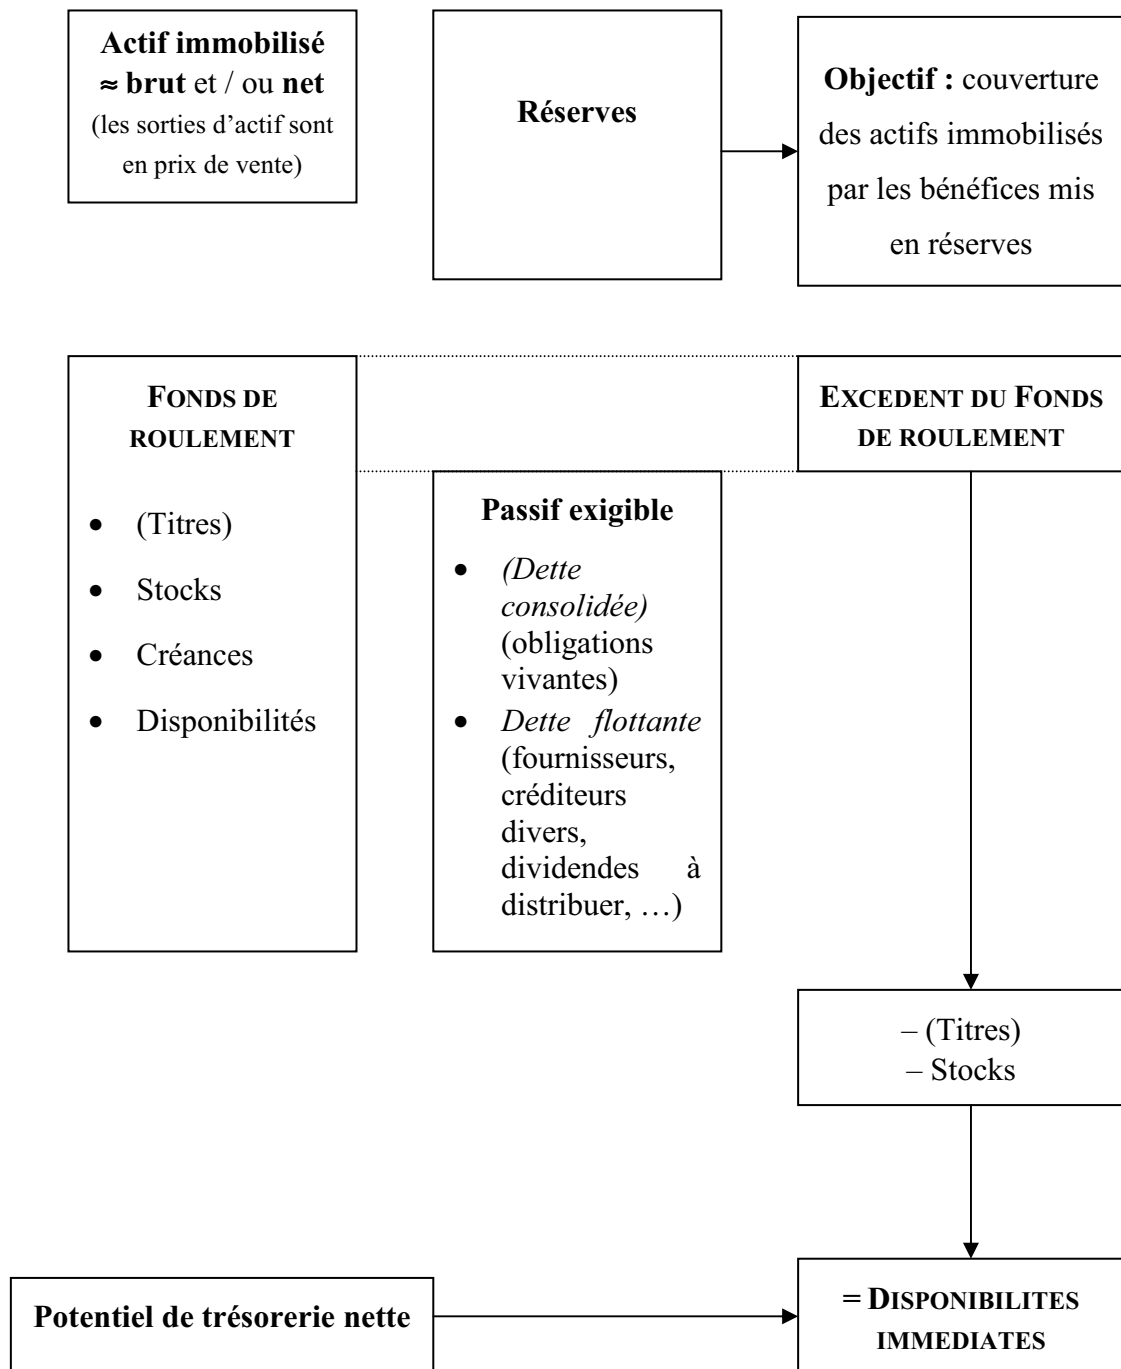 Actif immobilisé
≈ brut et / ou net
(les sorties d’actif sont
en prix de vente)
Réserves
Objectif : couverture
des actifs immobilisés
par les bénéfices mis
en réserves
FONDS DE
ROULEMENT
• (Titres)
• Stocks
• Créances
• Disponibilités
Passif exigible
• (Dette
consolidée)
(obligations
vivantes)
• Dette flottante
(fournisseurs,
créditeurs
divers,
dividendes à
distribuer, …)
EXCEDENT DU FONDS
DE ROULEMENT
– (Titres)
– Stocks
Potentiel de trésorerie nette
= DISPONIBILITES
IMMEDIATES